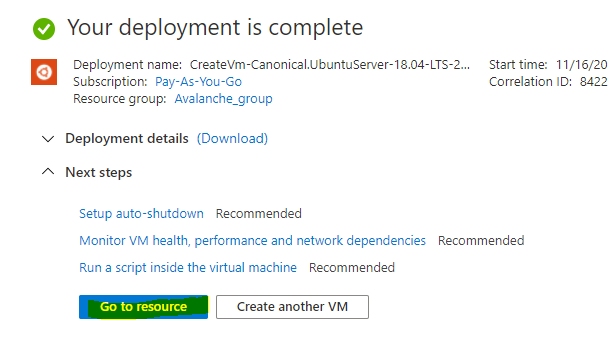 Your deployment is complete
Deployment name: CreateVm-Canonical.UbuntuServer-18.04-LTS-2... Start time: 11/16/20
Subscription: Pay-As-You-Go Correlation ID: 8422
Resource group: Avalanche_group
Deployment details (Download)
Next steps
Setup auto-shutdown Recommended
Monitor VM health, performance and network dependencies Recommended
Run a script inside the virtual machine Recommended
Go to resource Create another VM